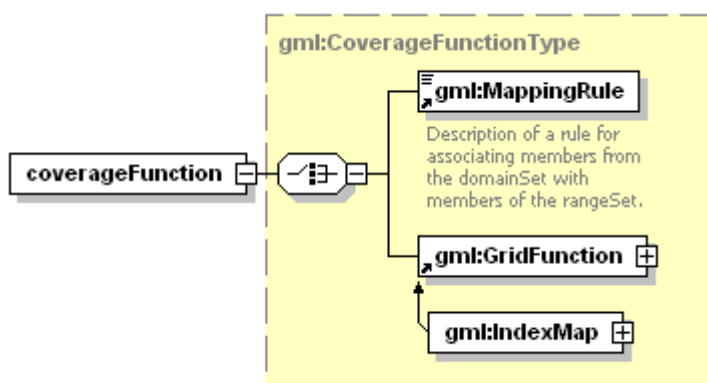 gml:CoverageFunctionType
gml:MappingRule
Description of a rule for
associating members from
the domainSet with
members of the rangeSet.
coverageFunction
gml:GridFunction
gml:IndexMap